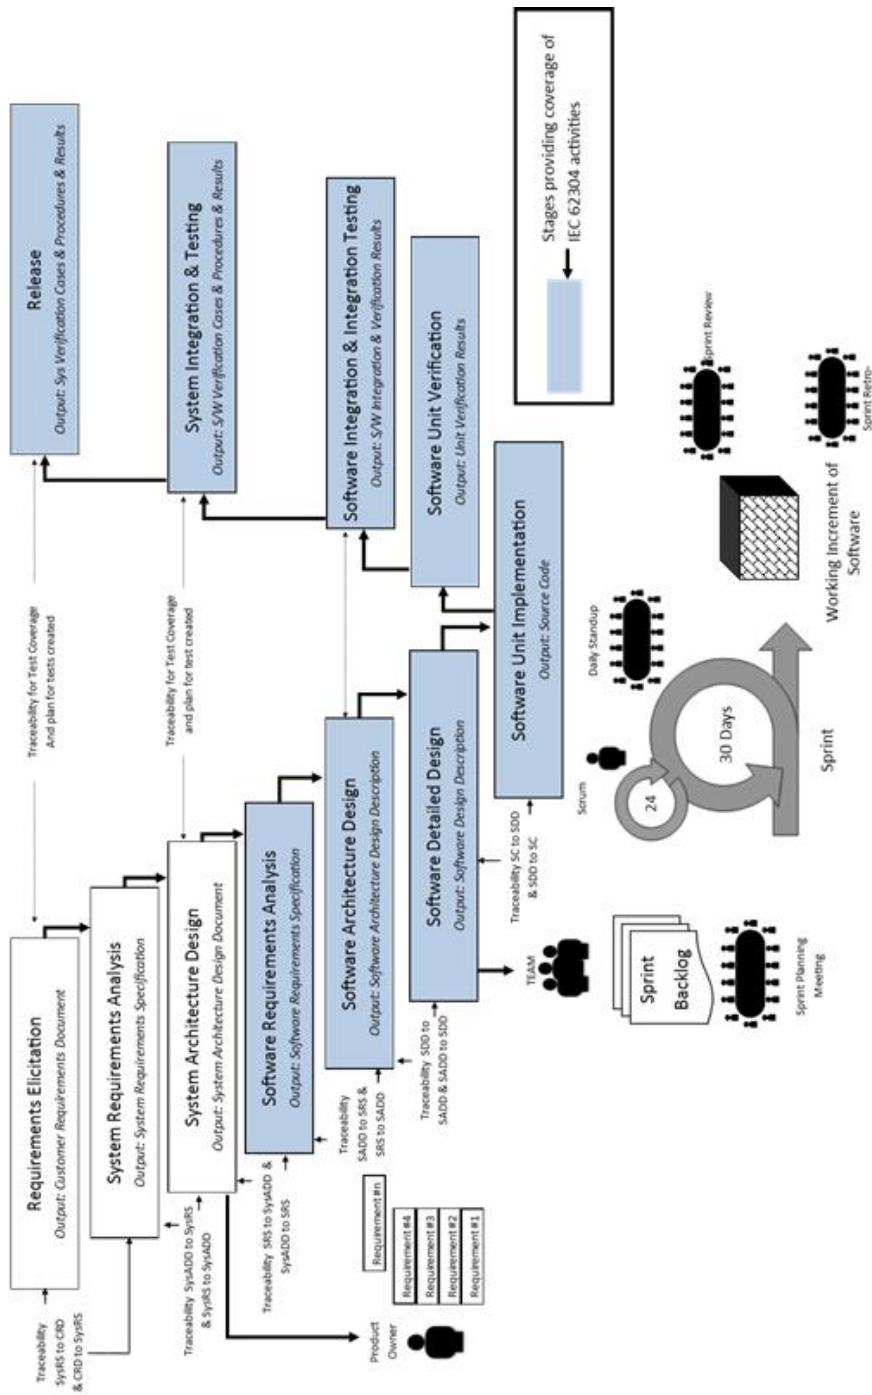 Requirements Elicitation
Output: Customer Requirements Document
System Requirements Analysis
Output: System Requirements Specification
System Architecture Design
Output: System Architecture Design Document
Software Requirements Analysis
Output: Software Requirements Specification
Software Architecture Design
Output: Software Architecture Design Description
Software Detailed Design
Output: Software Design Description
Software Unit Implementation
Output: Source Code
Software Unit Verification
Output: Unit Verification Results
Software Integration & Integration Testing
Output: S/W Integration & Verification Results
System Integration & Testing
Output: S/W Verification Cases & Procedures & Results
Release
Output: Sys Verification Cases & Procedures & Results
Traceability for Test Coverage
And plan for tests created
Traceability for Test Coverage
and plan for test created
Traceability
SysRS to CRD
& CRD to SysRS
Traceability SysADD to SysRS
& SysRS to SysADD
Traceability SRS to SysADD &
SysADD to SRS
Traceability
SADD to SRS &
SRS to SADD
Traceability SDD to
SADD & SADD to SDD
Traceability SC to SDD
& SDD to SC
Stages providing coverage of
IEC 62304 activities
Product
Owner
Requirement #n
Requirement #4
Requirement #3
Requirement #2
Requirement #1
TEAM
Sprint
Backlog
Sprint Planning
Meeting
Scrum
24
30 Days
Sprint
Daily Standup
Working Increment of
Software
Sprint Review
Sprint Retro-